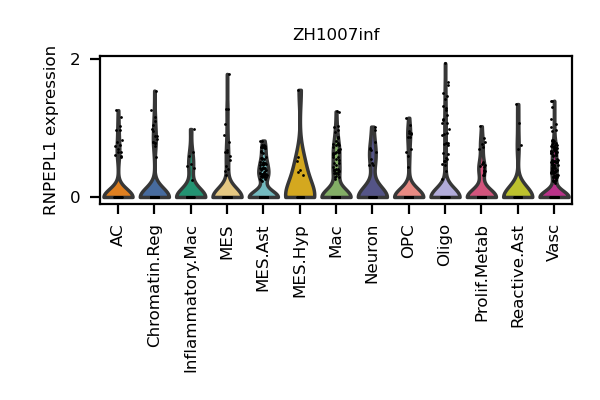 ZH1007inf
RNPEPL1 expression
2
0
AC
Chromatin.Reg
Inflammatory.Mac
MES
MES.Ast
MES.Hyp
Mac
Neuron
OPC
Oligo
Prolif.Metab
Reactive.Ast
Vasc